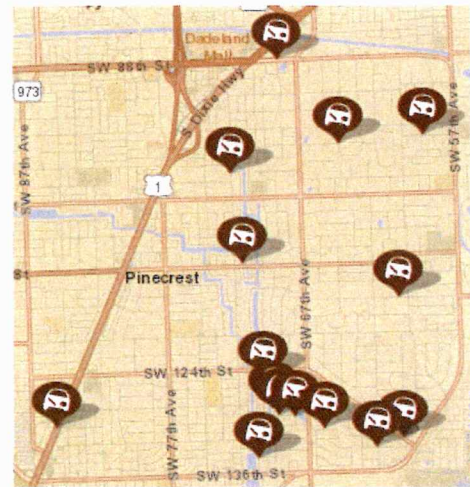 Dadeland
Mall
SW 88th St
973
S Dixie Hwy
SW 87th Ave
SW 57th Ave
1
St
Pinecrest
SW 67th Ave
SW 124th St
SW 77th Ave
SW 136th St